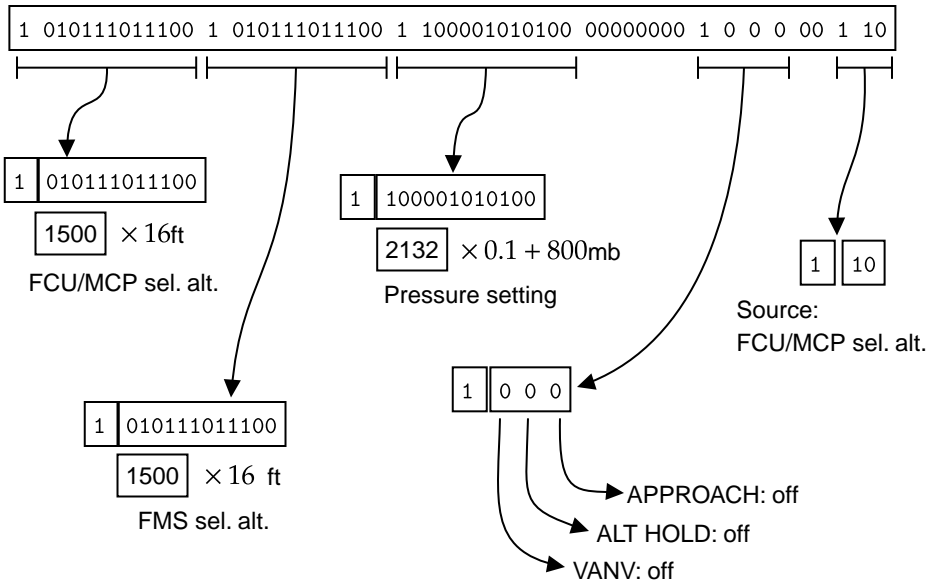 1 010111011100 1 010111011100 1 100001010100 00000000 1 0 0 0 00 1 10
1 010111011100
1500 × 16ft
FCU/MCP sel. alt.
1 100001010100
2132 × 0.1 + 800mb
Pressure setting
1 10
Source:
FCU/MCP sel. alt.
1 010111011100
1500 × 16 ft
FMS sel. alt.
1 0 0 0
APPROACH: off
ALT HOLD: off
VANV: off